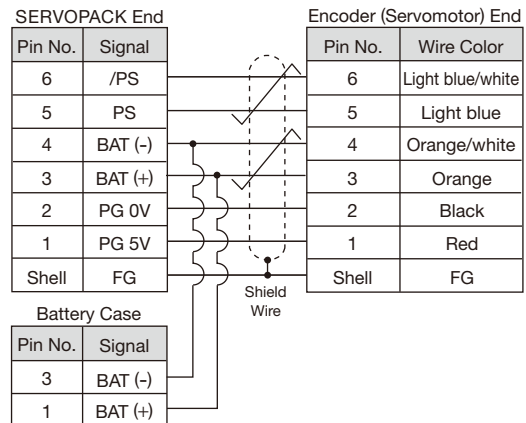 SERVOPACK End
Encoder (Servomotor) End
Pin No. Signal
Pin No. Wire Color
6 /PS
6 Light blue/white
5 PS
5 Light blue
4 BAT (-)
4 Orange/white
3 BAT (+)
3 Orange
2 PG 0V
2 Black
1 PG 5V
1 Red
Shell FG
Shield
Wire
Shell FG
Battery Case
Pin No. Signal
3 BAT (-)
1 BAT (+)